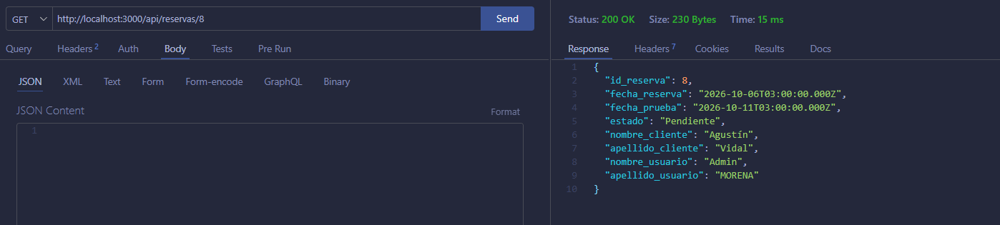 GET http://localhost:3000/api/reservas/8 Send
Query Headers 2 Auth Body Tests Pre Run
JSON XML Text Form Form-encode GraphQL Binary
JSON Content Format
1
Status: 200 OK Size: 230 Bytes Time: 15 ms
Response Headers 7 Cookies Results Docs
1 {
2 "id_reserva": 8,
3 "fecha_reserva": "2026-10-06T03:00:00.000Z",
4 "fecha_prueba": "2026-10-11T03:00:00.000Z",
5 "estado": "Pendiente",
6 "nombre_cliente": "Agustín",
7 "apellido_cliente": "Vidal",
8 "nombre_usuario": "Admin",
9 "apellido_usuario": "MORENA"
10 }